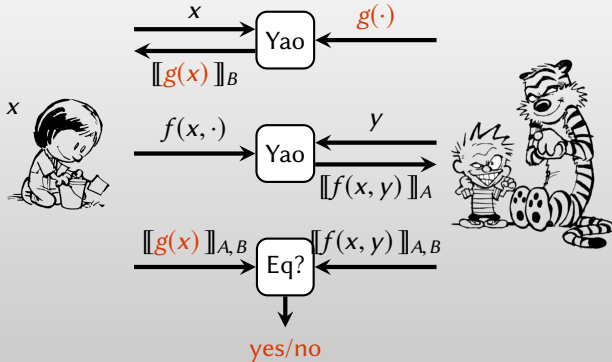 x
Yao
g(·)
⟦g(x)⟧_B
x
f(x,·)
Yao
y
⟦f(x,y)⟧_A
⟦g(x)⟧_{A,B}
Eq?
⟦f(x,y)⟧_{A,B}
yes/no